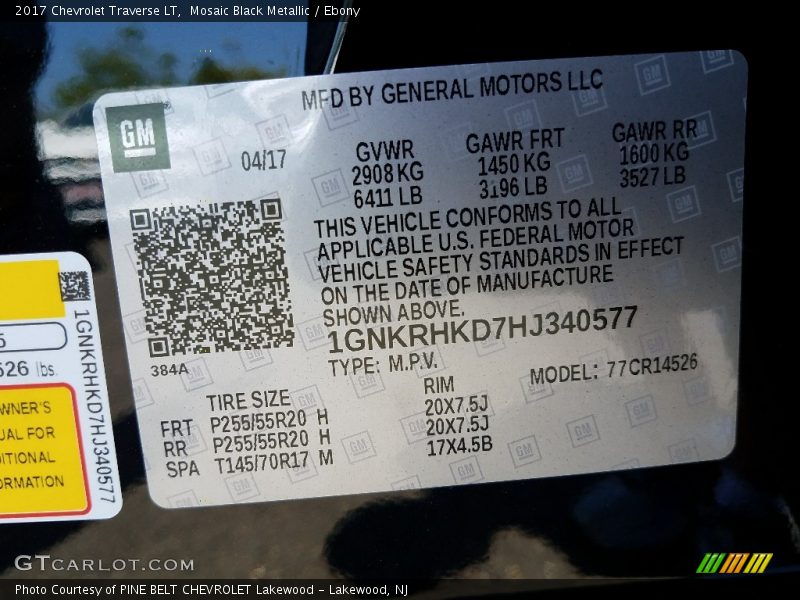 2017 Chevrolet Traverse LT, Mosaic Black Metallic / Ebony
MFD BY GENERAL MOTORS LLC
GM
04/17
GVWR
2908 KG
6411 LB
GAWR FRT
1450 KG
3196 LB
GAWR RR
1600 KG
3527 LB
THIS VEHICLE CONFORMS TO ALL
APPLICABLE U.S. FEDERAL MOTOR
VEHICLE SAFETY STANDARDS IN EFFECT
ON THE DATE OF MANUFACTURE
SHOWN ABOVE.
1GNKRHKD7HJ340577
TYPE: M.P.V.
MODEL: 77CR14526
384A
TIRE SIZE
RIM
FRT P255/55R20 H 20X7.5J
RR P255/55R20 H 20X7.5J
SPA T145/70R17 M 17X4.5B
5
526 lbs.
WNER'S
UAL FOR
DITIONAL
ORMATION
1GNKRHKD7HJ340577
GTCARLOT.COM
Photo Courtesy of PINE BELT CHEVROLET Lakewood - Lakewood, NJ